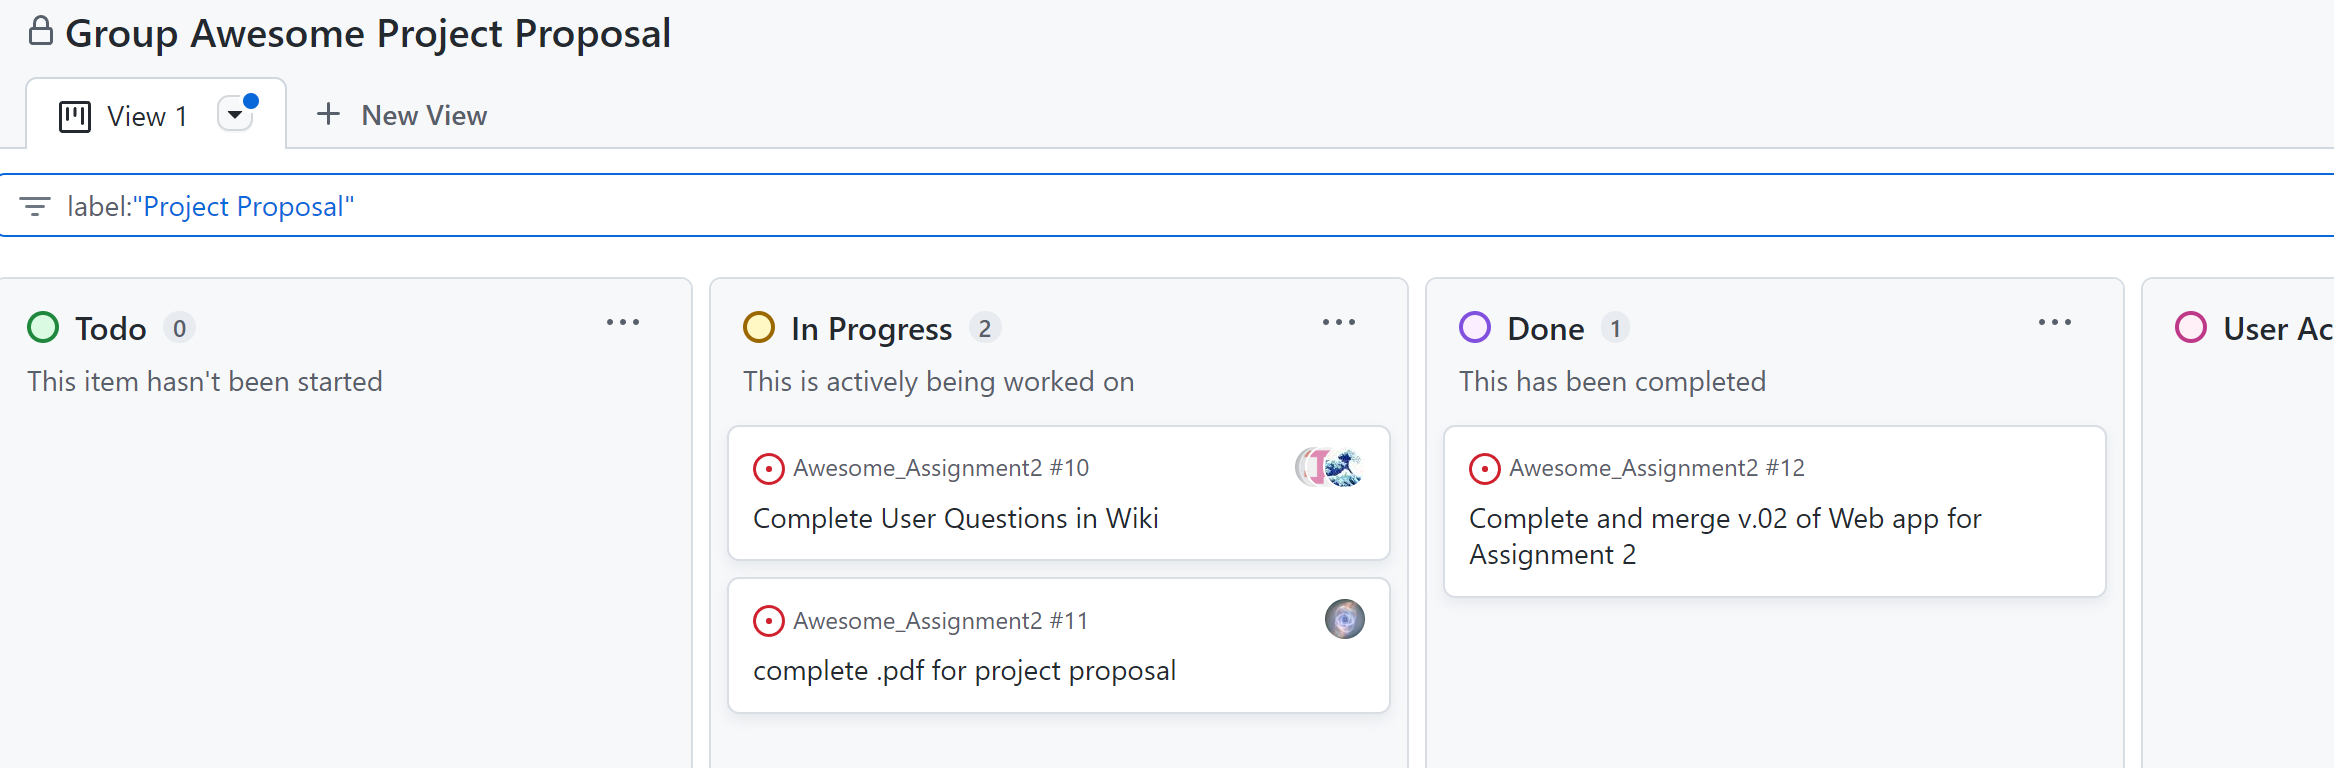 Group Awesome Project Proposal
View 1
New View
label:"Project Proposal"
Todo 0
This item hasn't been started
In Progress 2
This is actively being worked on
Awesome_Assignment2 #10
Complete User Questions in Wiki
Awesome_Assignment2 #11
complete .pdf for project proposal
Done 1
This has been completed
Awesome_Assignment2 #12
Complete and merge v.02 of Web app for
Assignment 2
User Ac